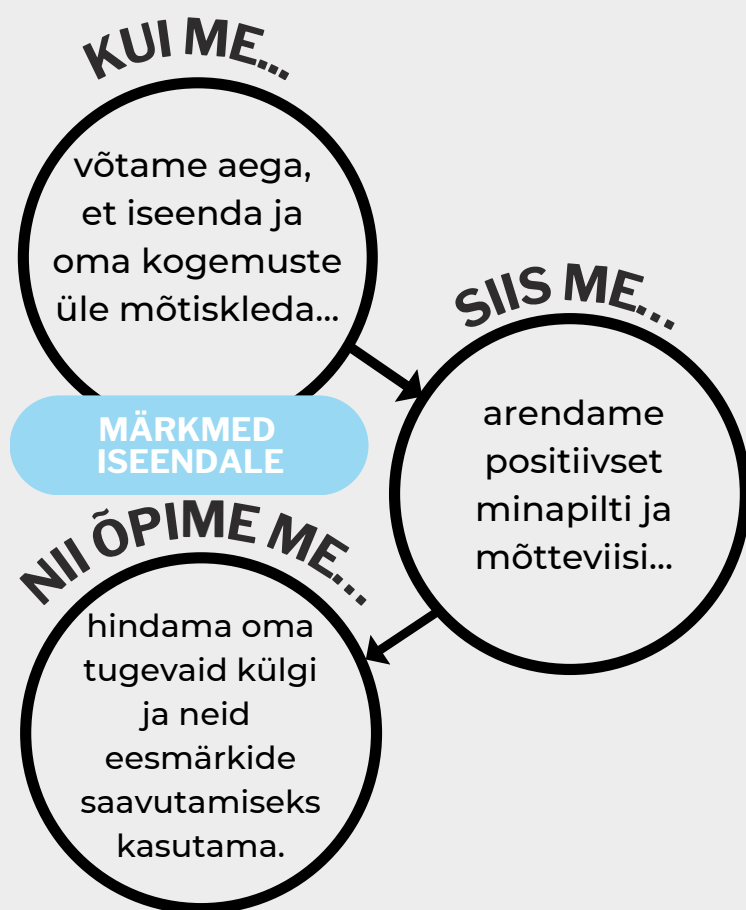 KUI ME...
võtame aega,
et iseenda ja
oma kogemuste
üle mõtiskleda...
SIIS ME...
arendame
positiivset
minapilti ja
mõtteviisi...
MÄRKMED
ISEENDALE
NII ÕPIME ME...
hindama oma
tugevaid külgi
ja neid
eesmärkide
saavutamiseks
kasutama.